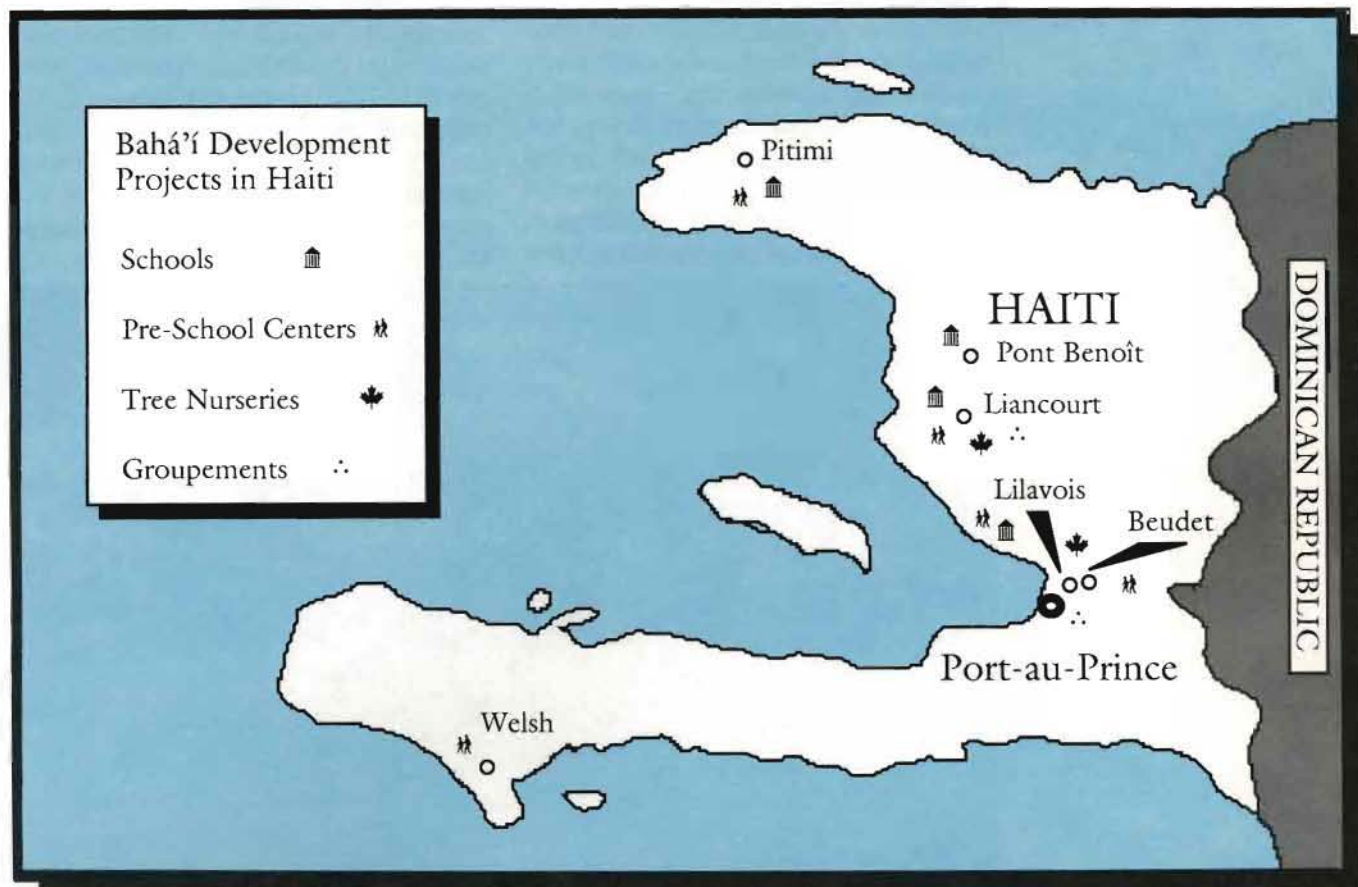 Bahá'í Development
Projects in Haiti
Schools
Pre-School Centers
Tree Nurseries
Groupements
Pitimi
HAITI
Pont Benoît
Liancourt
Lilavois
Beudet
Port-au-Prince
Welsh
DOMINICAN REPUBLIC